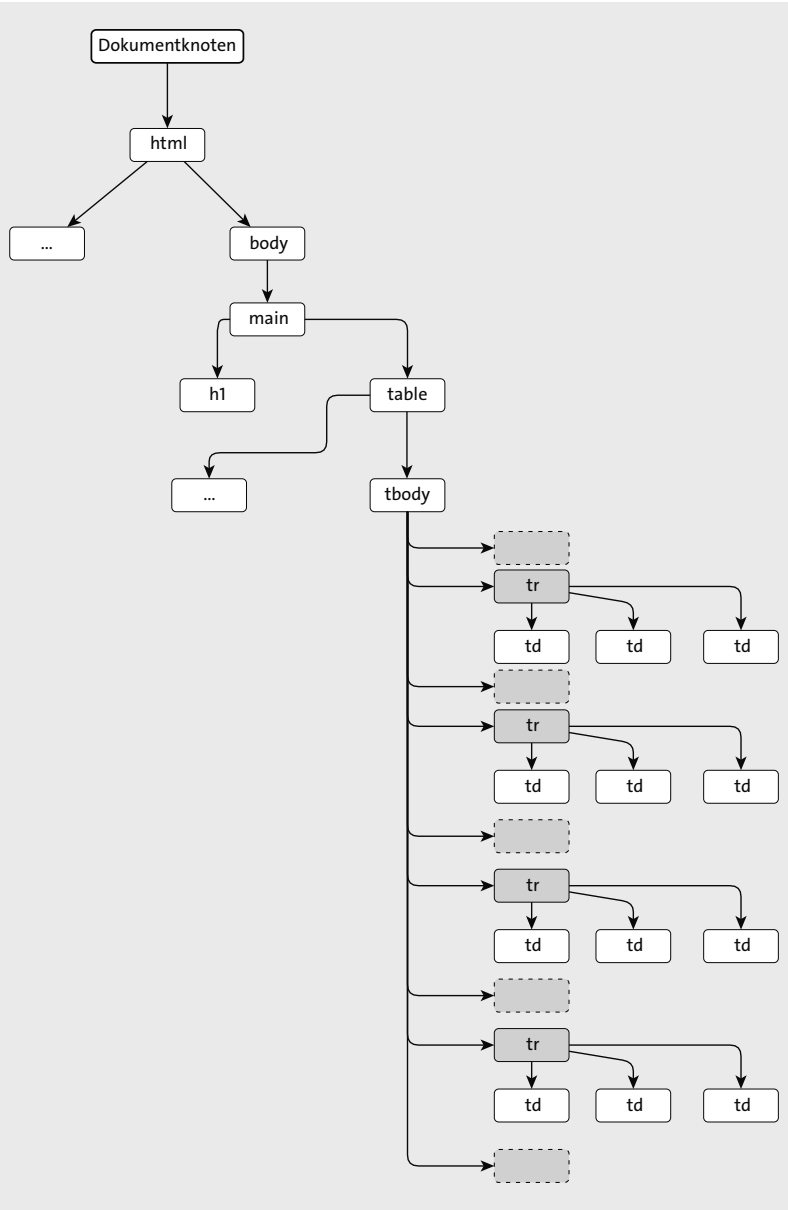 Dokumentknoten
html
...
body
main
h1
table
...
tbody
tr
td td td
tr
td td td
tr
td td td
tr
td td td